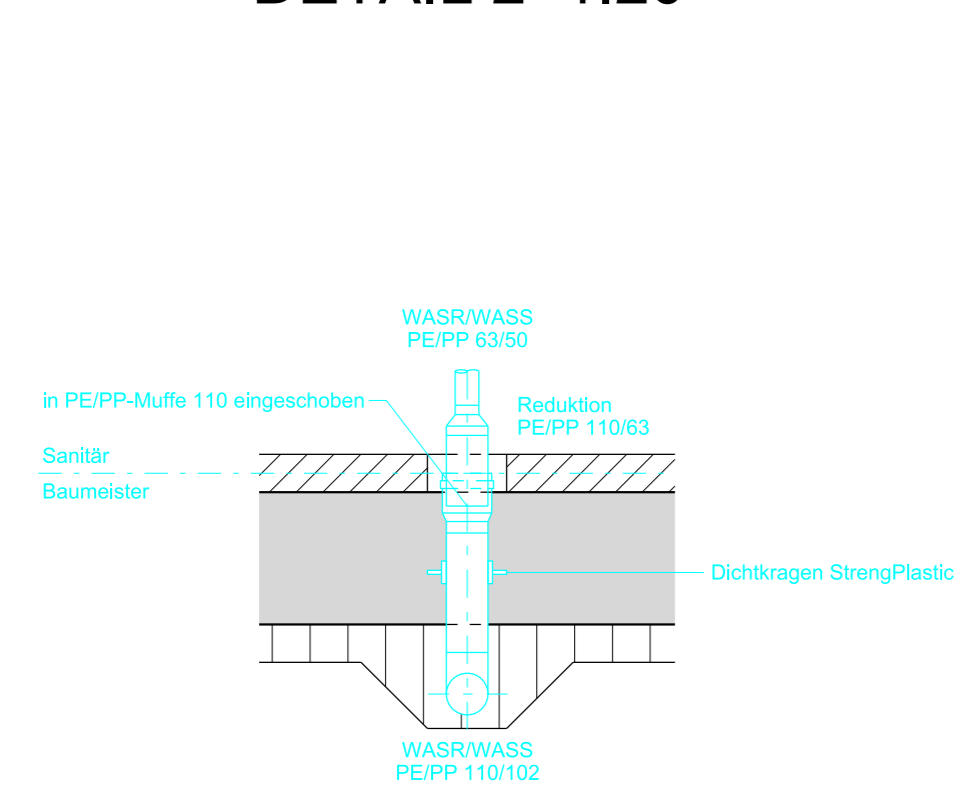 WASR/WASS
PE/PP 63/50
in PE/PP-Muffe 110 eingeschoben
Reduktion
PE/PP 110/63
Sanitär
Baumeister
Dichtkragen StrengPlastic
WASR/WASS
PE/PP 110/102